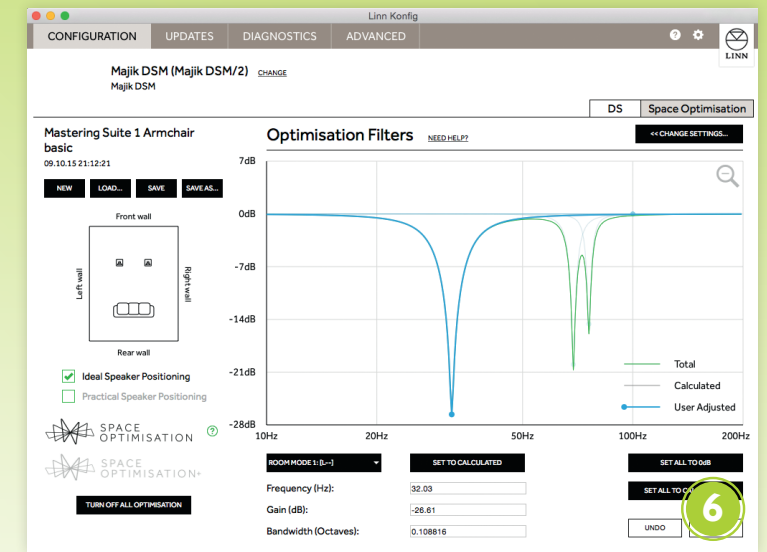 Linn Konfig
CONFIGURATION UPDATES DIAGNOSTICS ADVANCED
LINN
Majik DSM (Majik DSM/2) CHANGE
Majik DSM
DS Space Optimisation
Mastering Suite 1 Armchair
basic
09.10.15 21:12:21
NEW LOAD... SAVE SAVE AS...
Front wall
Left wall
Right wall
Rear wall
Ideal Speaker Positioning
Practical Speaker Positioning
SPACE
OPTIMISATION ?
SPACE
OPTIMISATION+
TURN OFF ALL OPTIMISATION
Optimisation Filters NEED HELP? << CHANGE SETTINGS...
7dB
0dB
-7dB
-14dB
-21dB
-28dB
Total
Calculated
User Adjusted
10Hz 20Hz 50Hz 100Hz 200Hz
ROOM MODE 1: [L--] SET TO CALCULATED SET ALL TO 0dB
Frequency (Hz): 32.03 SET ALL TO
Gain (dB): -26.61
Bandwidth (Octaves): 0.108816 UNDO
6